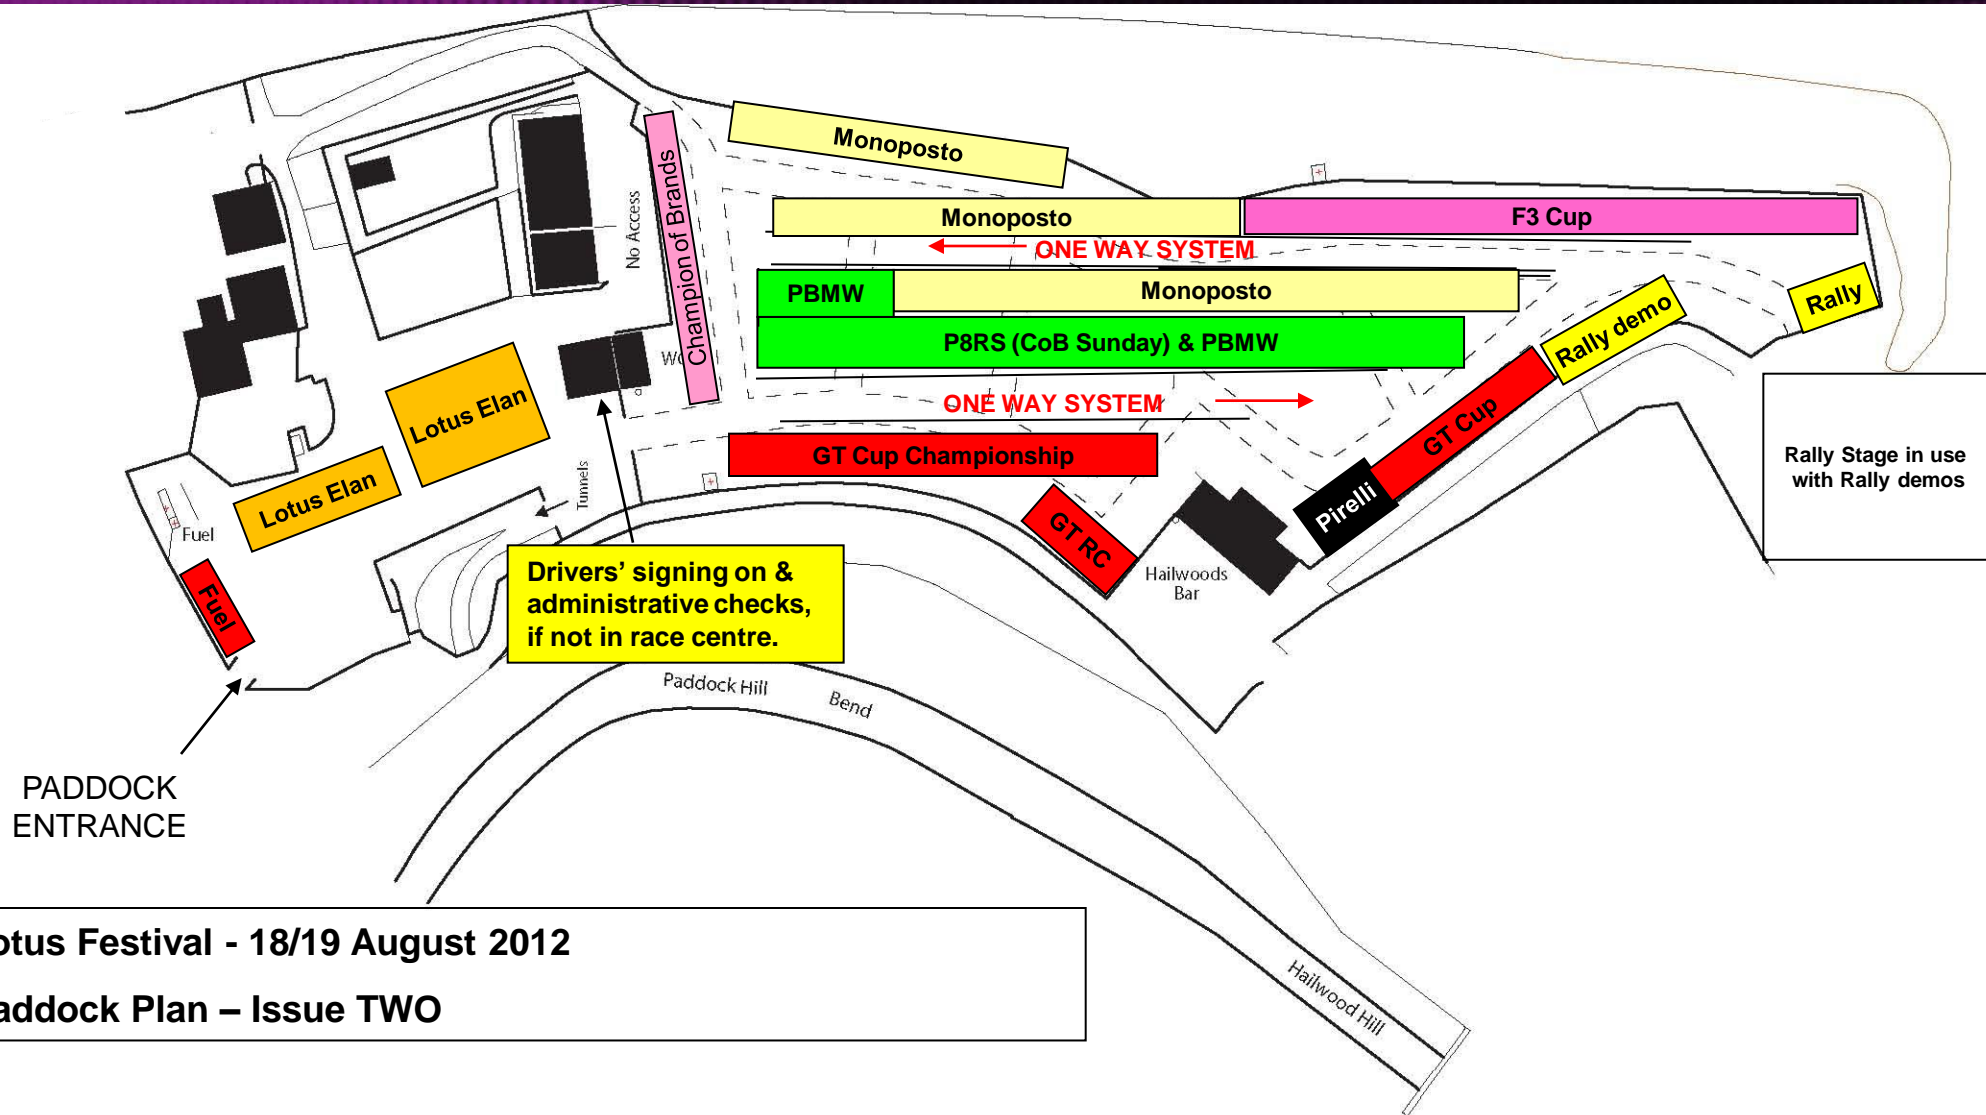 Monoposto
Champion of Brands
No Access
Monoposto
F3 Cup
ONE WAY SYSTEM
PBMW
Monoposto
Rally
Rally demo
P8RS (CoB Sunday) & PBMW
Lotus Elan
ONE WAY SYSTEM
GT Cup
GT Cup Championship
Rally Stage in use
with Rally demos
Lotus Elan
Tunnels
Pirelli
Fuel
GT RC
Hailwoods
Bar
Fuel
Drivers' signing on &
administrative checks,
if not in race centre.
Paddock Hill
Bend
PADDOCK
ENTRANCE
otus Festival - 18/19 August 2012
addock Plan – Issue TWO
Hailwood Hill